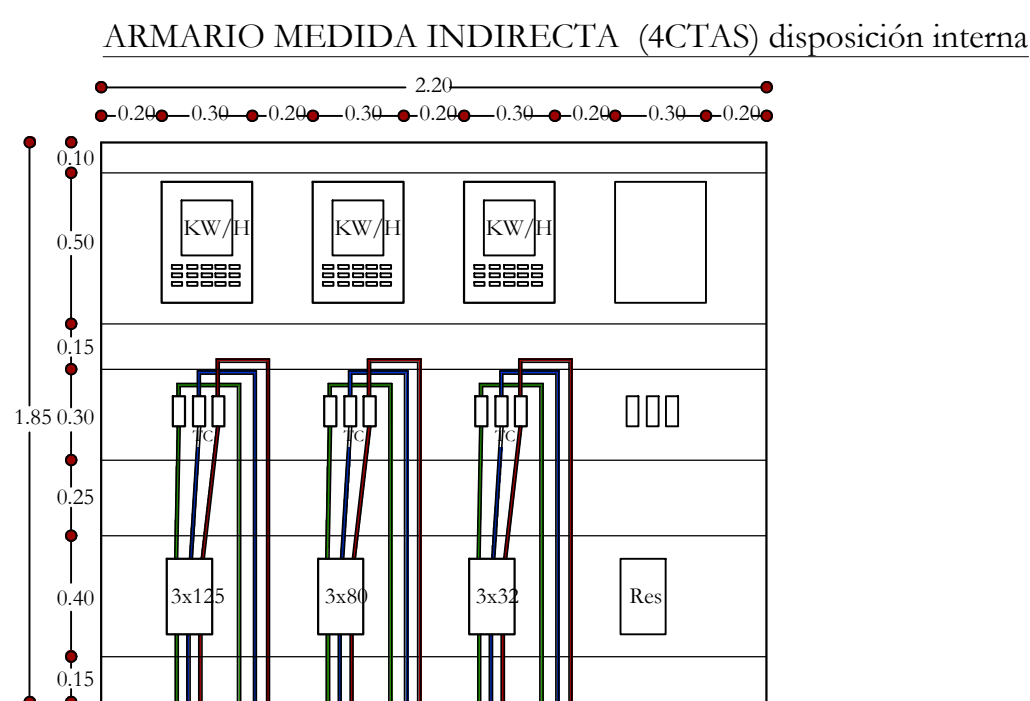 ARMARIO MEDIDA INDIRECTA (4CTAS) disposición interna
2.20
0.20 0.30 0.20 0.30 0.20 0.30 0.20 0.30 0.20
0.10
KW/H KW/H KW/H
0.50
0.15
1.85 0.30
TC TC TC
0.25
0.40 3x125 3x80 3x32 Res
0.15